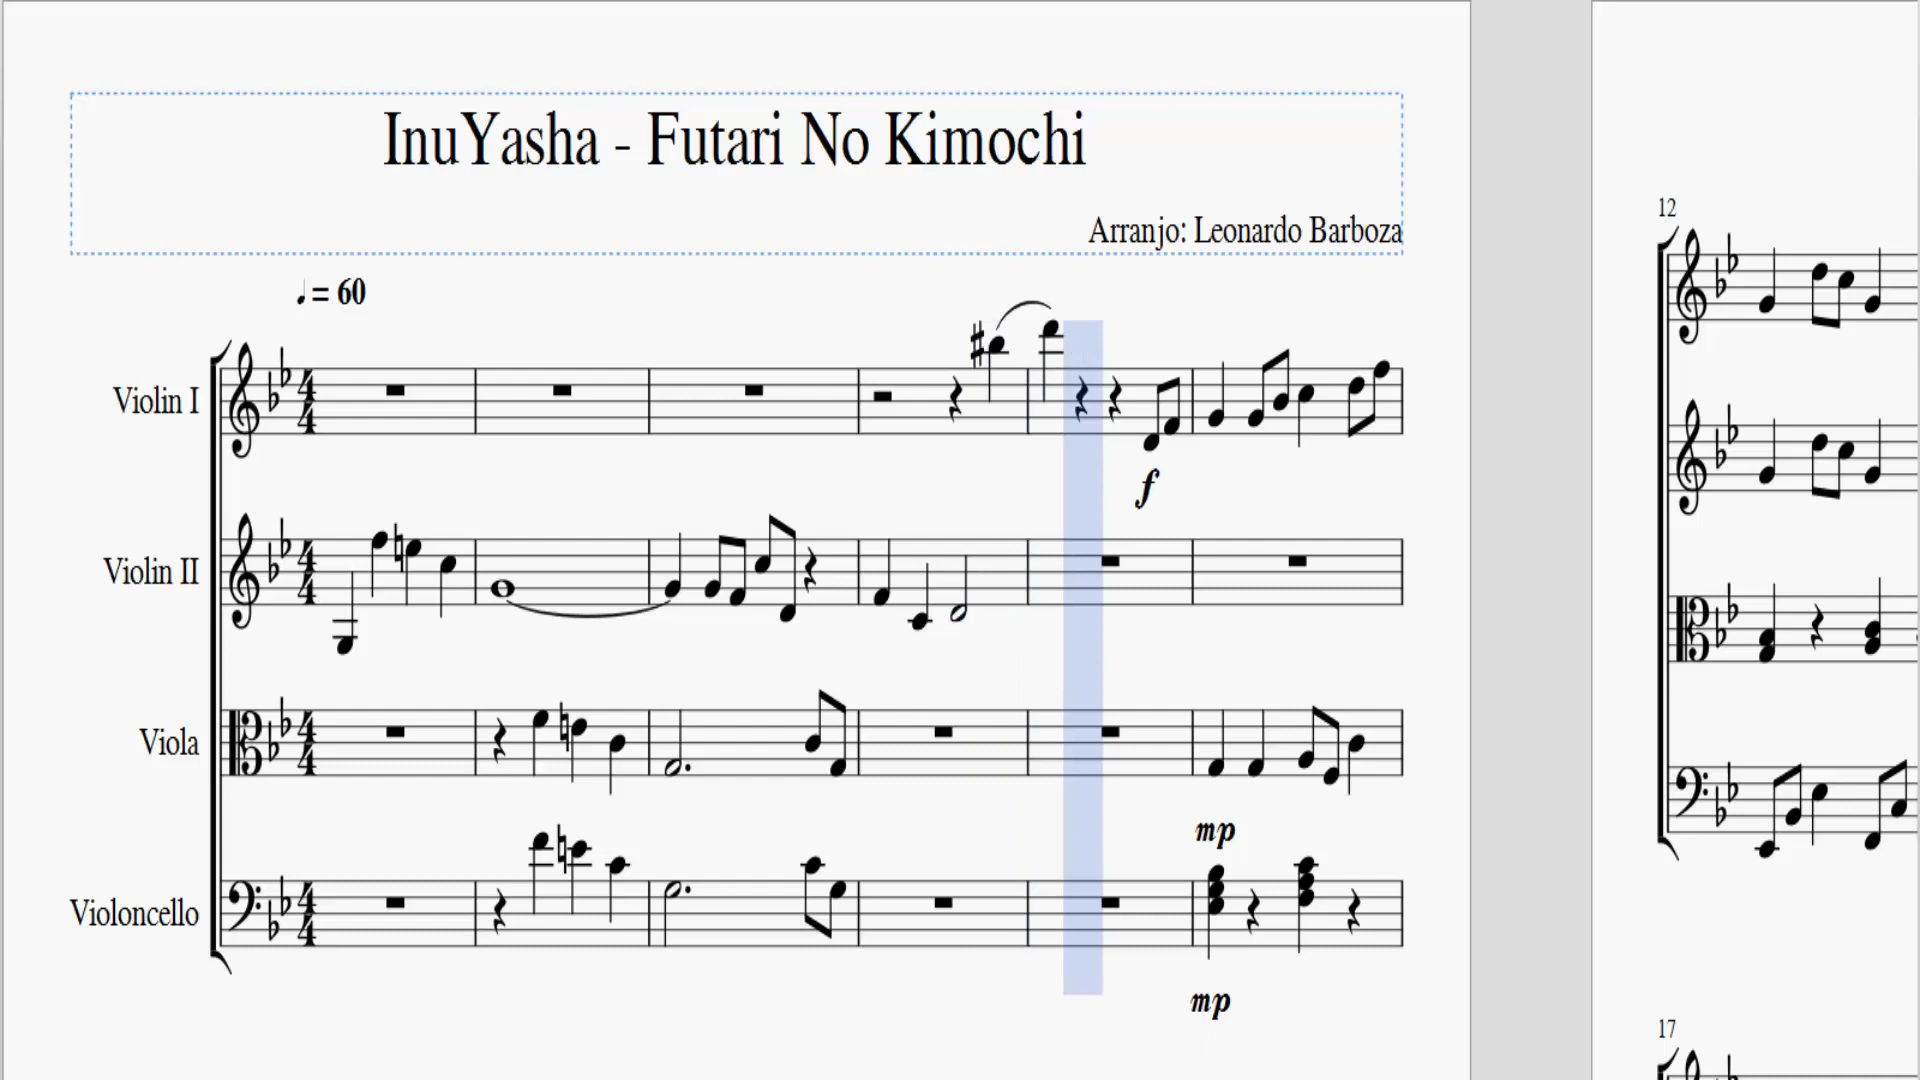 InuYasha - Futari No Kimochi
Arranjo: Leonardo Barboza
♩ = 60
12
Violin I
f
Violin II
Viola
mp
Violoncello
mp
17